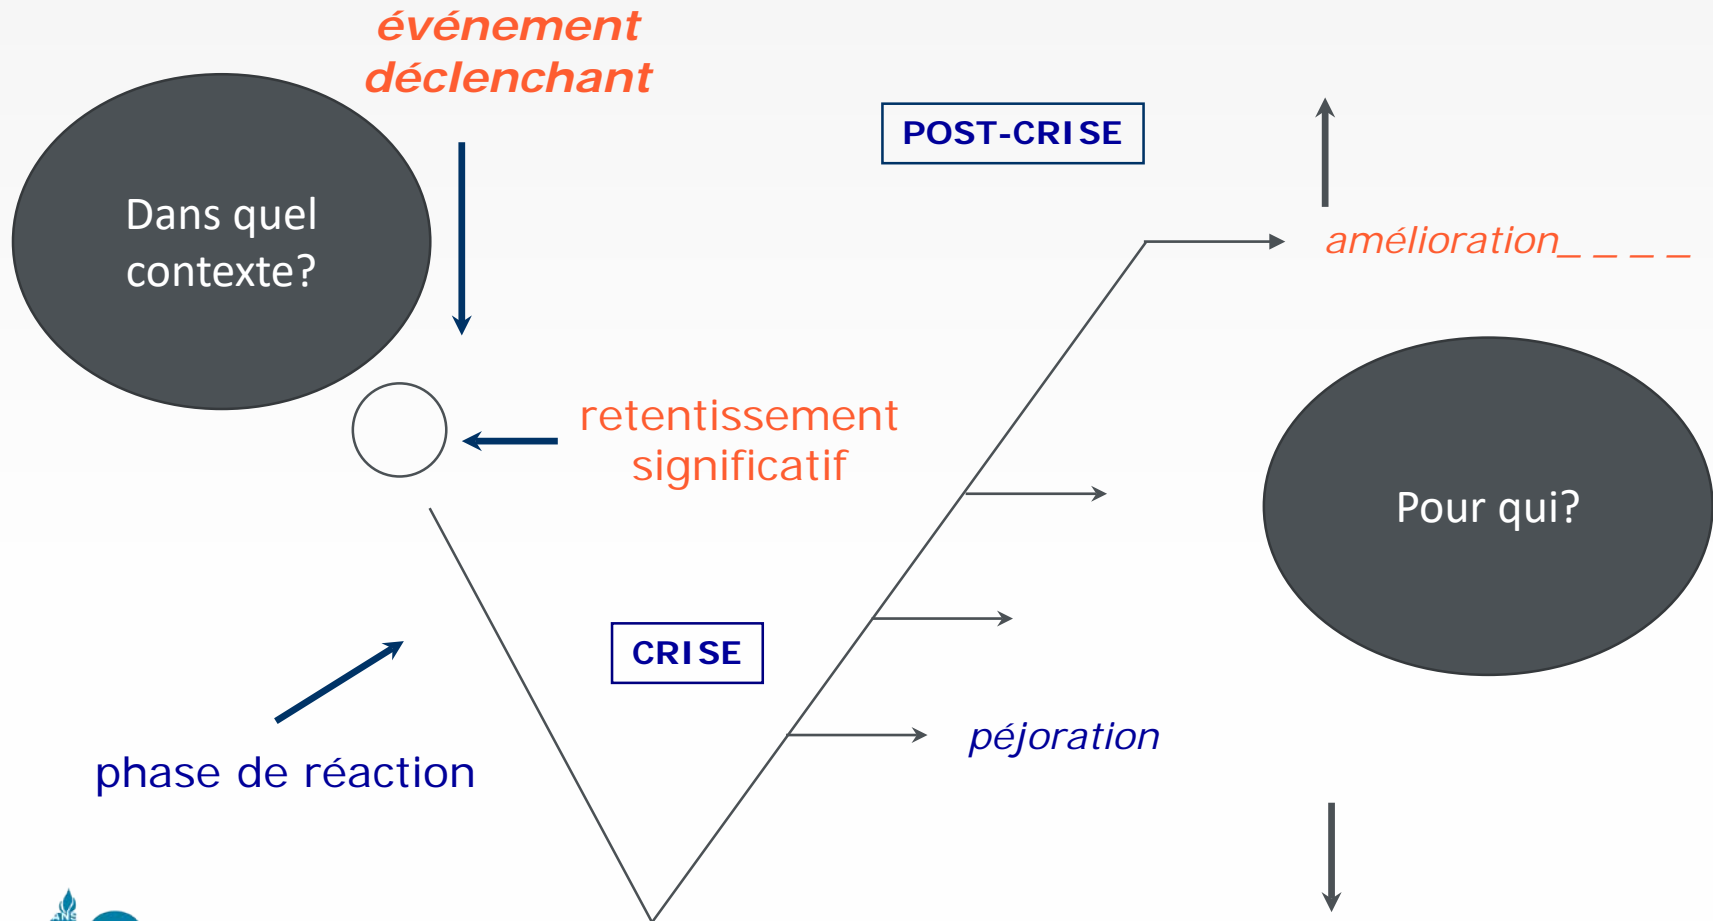 événement
déclenchant
POST-CRISE
Dans quel
contexte?
amélioration_ _ _ _
retentissement
significatif
Pour qui?
CRISE
péjoration
phase de réaction